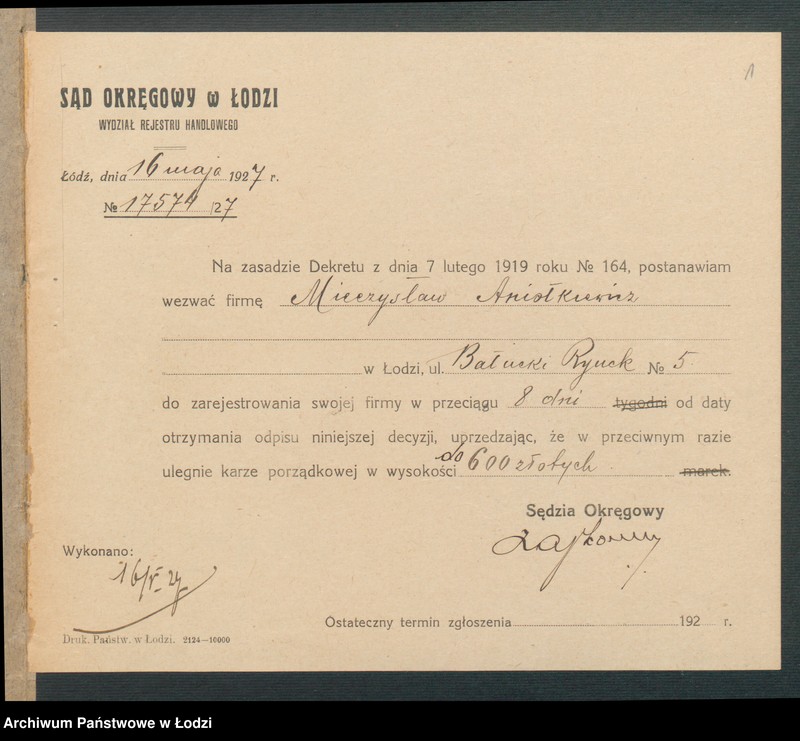 1
SĄD OKRĘGOWY w ŁODZI
WYDZIAŁ REJESTRU HANDLOWEGO
Łódź, dnia 16 maja 1927 r.
№ 17574 /27
Na zasadzie Dekretu z dnia 7 lutego 1919 roku № 164, postanawiam
wezwać firmę Mieczysław Aniołkiewicz
w Łodzi, ul. Bałucki Rynek № 5.
do zarejestrowania swojej firmy w przeciągu 8 dni tygodni od daty
otrzymania odpisu niniejszej decyzji, uprzedzając, że w przeciwnym razie
ulegnie karze porządkowej w wysokości do 600 złotych marek.
Sędzia Okręgowy
Wykonano:
16/V 27
Ostateczny termin zgłoszenia 192 r.
Druk. Państw. w Łodzi. 2124—10000
Archiwum Państwowe w Łodzi